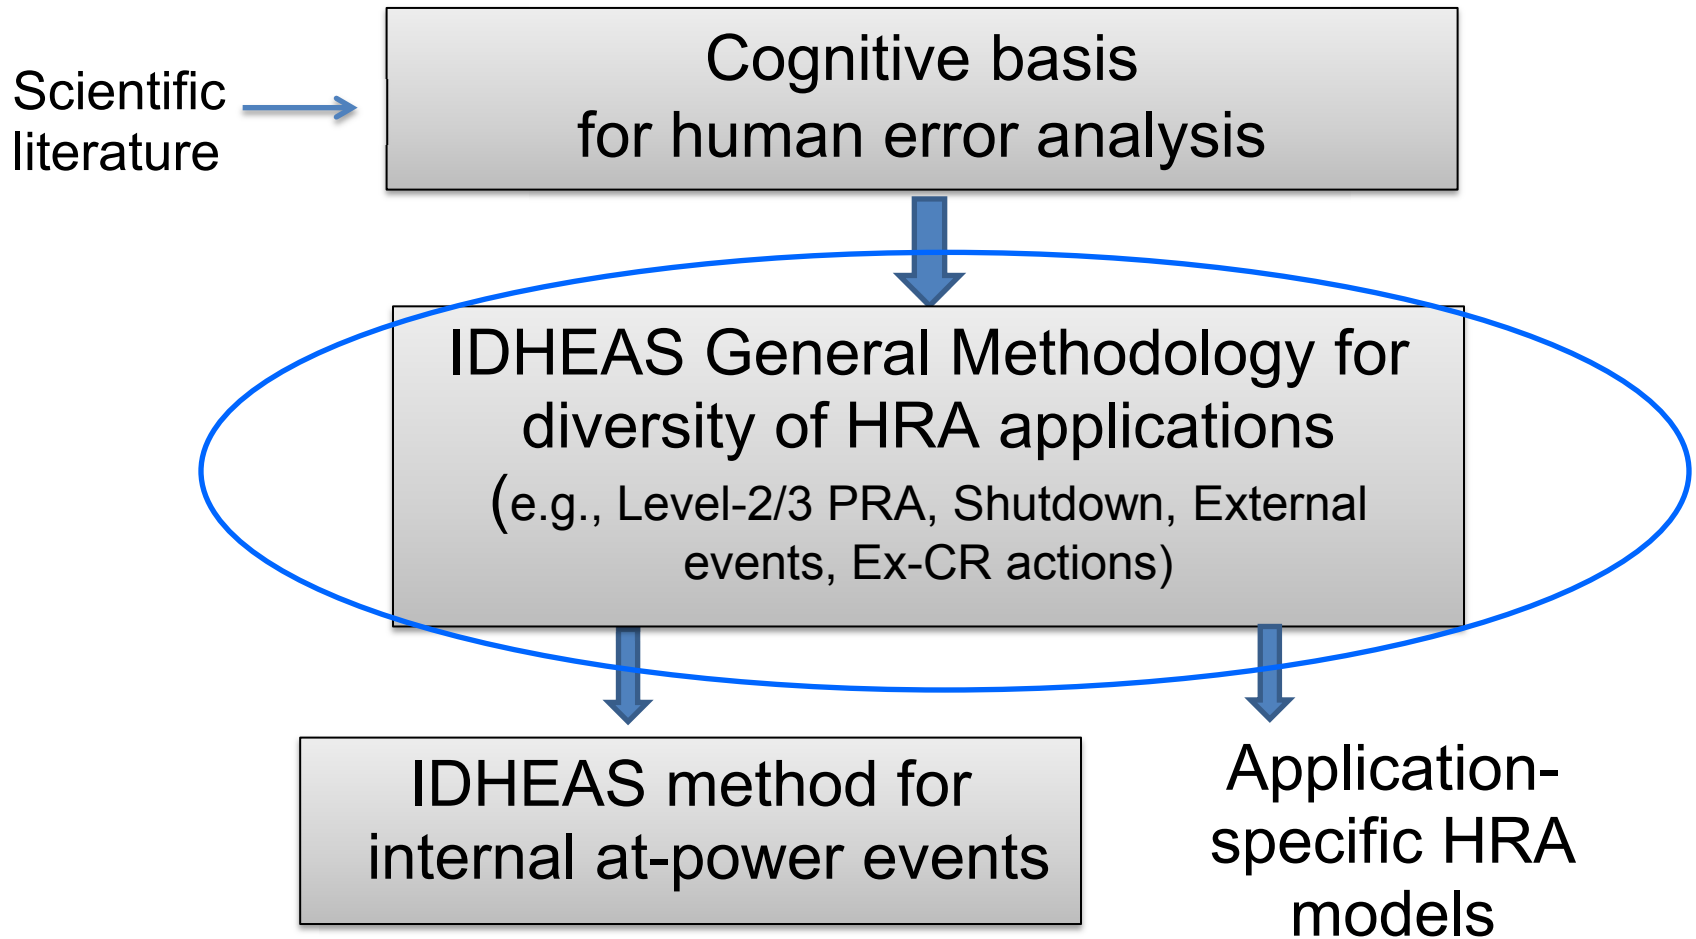 Scientific
literature
Cognitive basis
for human error analysis
IDHEAS General Methodology for
diversity of HRA applications
(e.g., Level-2/3 PRA, Shutdown, External
events, Ex-CR actions)
IDHEAS method for
internal at-power events
Application-
specific HRA
models